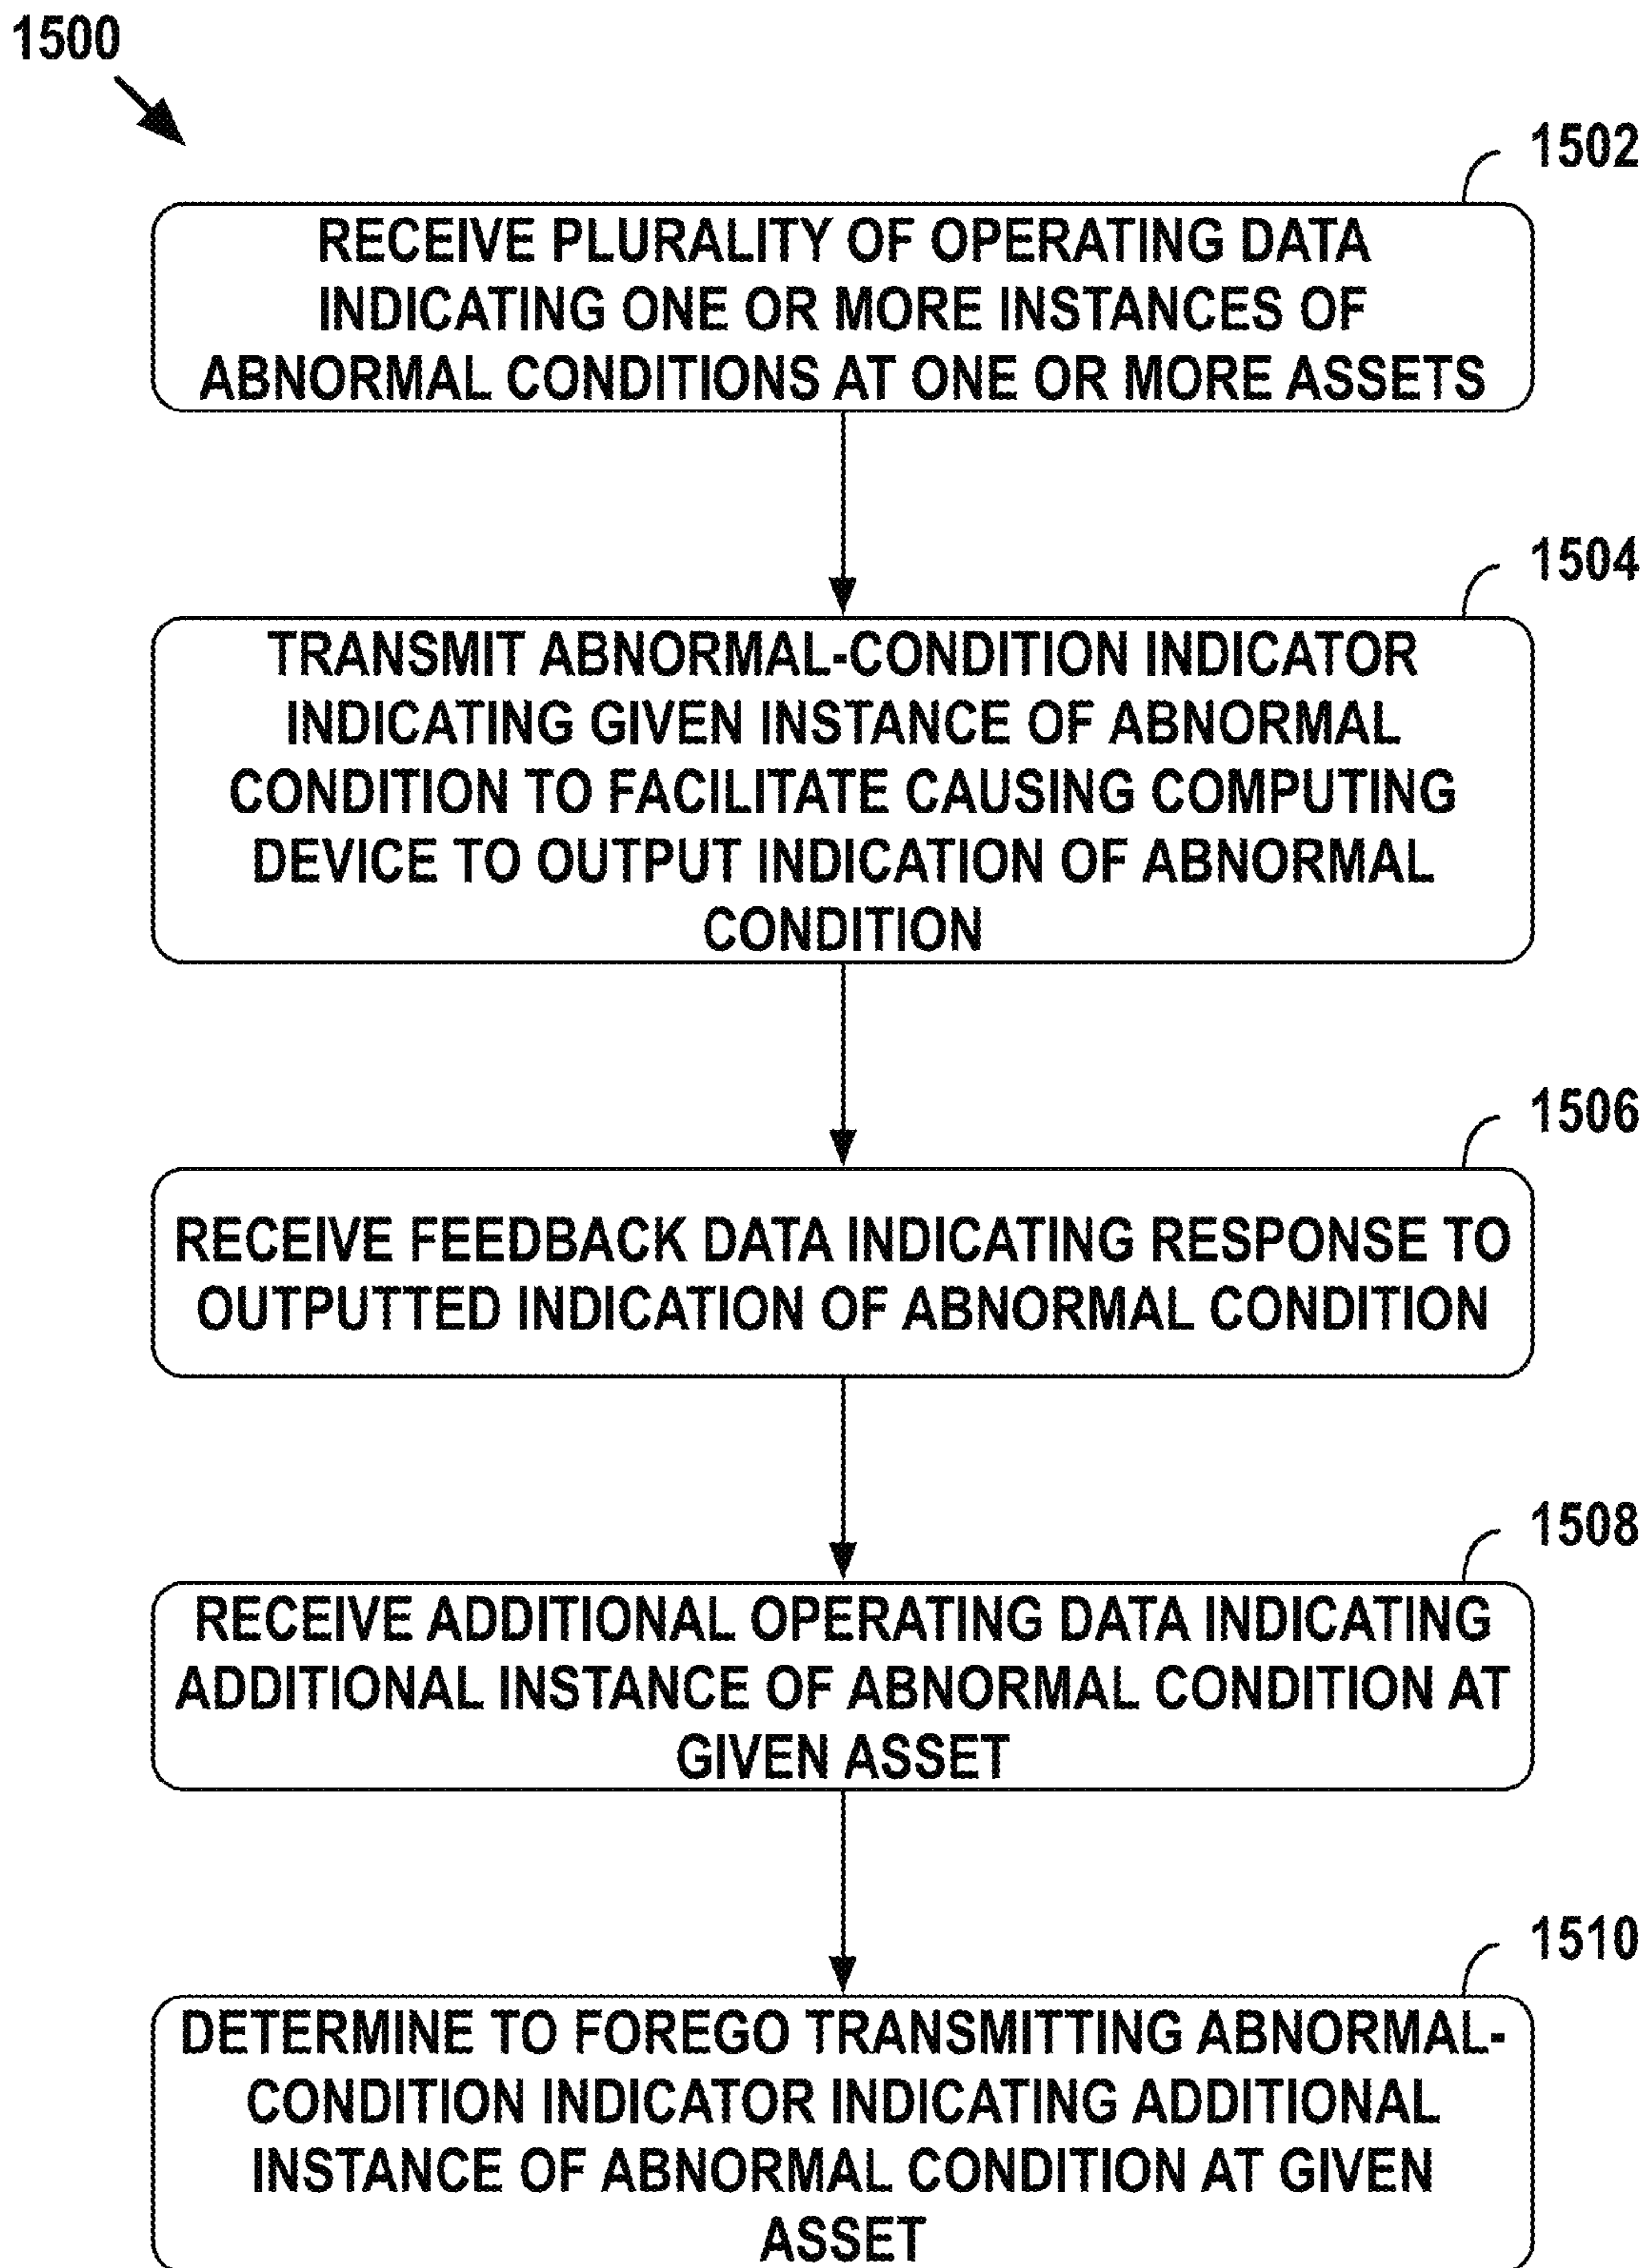 1500
1502
RECEIVE PLURALITY OF OPERATING DATA
INDICATING ONE OR MORE INSTANCES OF
ABNORMAL CONDITIONS AT ONE OR MORE ASSETS
1504
TRANSMIT ABNORMAL-CONDITION INDICATOR
INDICATING GIVEN INSTANCE OF ABNORMAL
CONDITION TO FACILITATE CAUSING COMPUTING
DEVICE TO OUTPUT INDICATION OF ABNORMAL
CONDITION
1506
RECEIVE FEEDBACK DATA INDICATING RESPONSE TO
OUTPUTTED INDICATION OF ABNORMAL CONDITION
1508
RECEIVE ADDITIONAL OPERATING DATA INDICATING
ADDITIONAL INSTANCE OF ABNORMAL CONDITION AT
GIVEN ASSET
1510
DETERMINE TO FOREGO TRANSMITTING ABNORMAL-
CONDITION INDICATOR INDICATING ADDITIONAL
INSTANCE OF ABNORMAL CONDITION AT GIVEN
ASSET